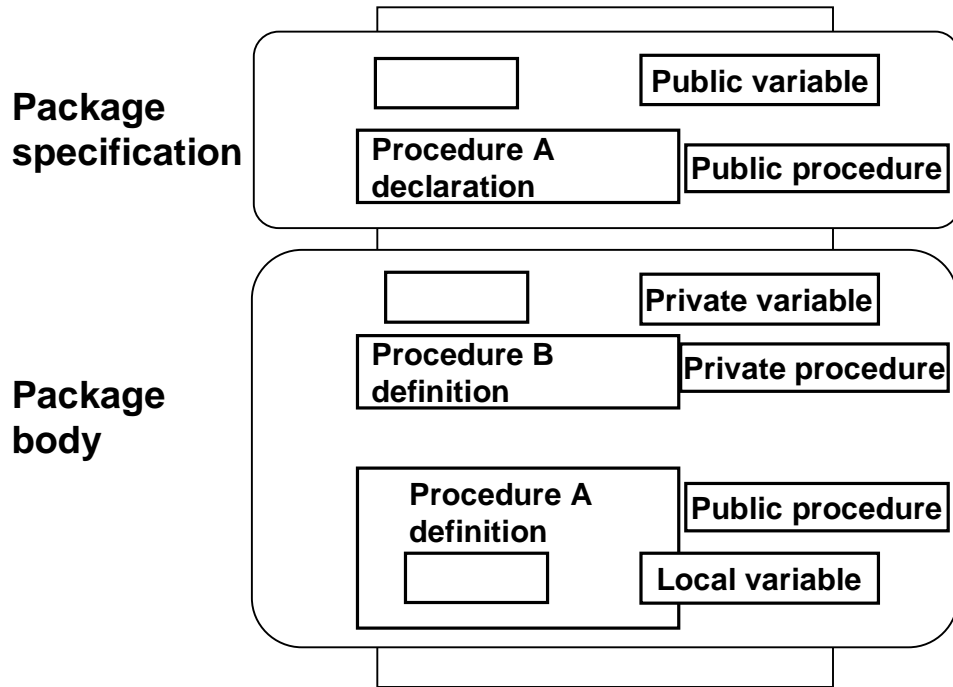 Package
specification
Public variable
Procedure A
declaration
Public procedure
Package
body
Private variable
Procedure B
definition
Private procedure
Procedure A
definition
Public procedure
Local variable